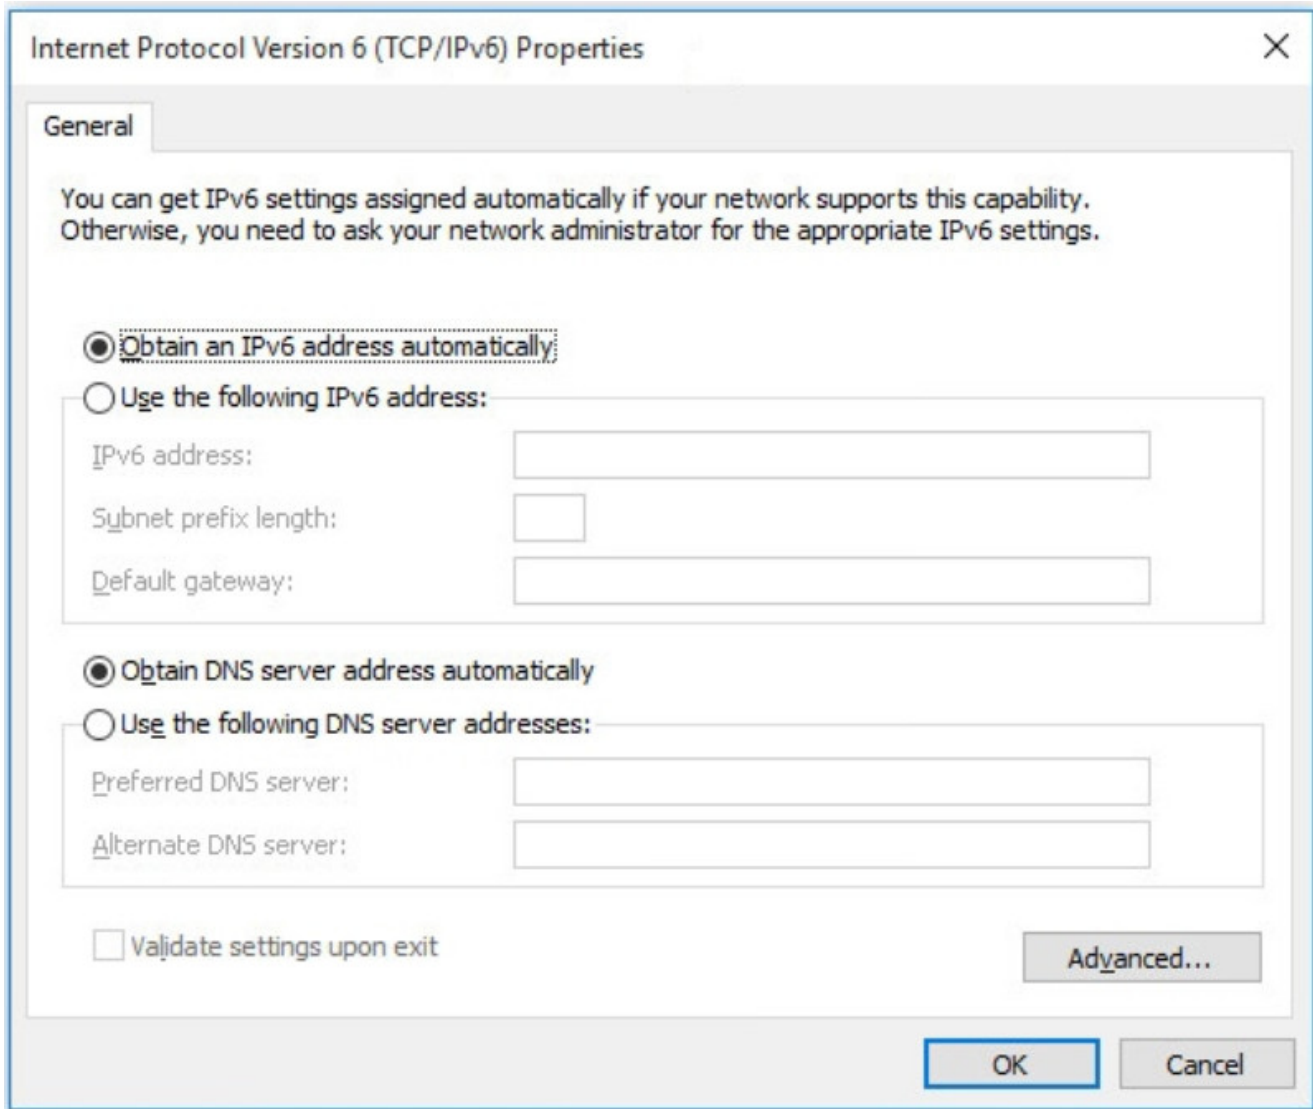 Internet Protocol Version 6 (TCP/IPv6) Properties
General
You can get IPv6 settings assigned automatically if your network supports this capability.
Otherwise, you need to ask your network administrator for the appropriate IPv6 settings.
Obtain an IPv6 address automatically
Use the following IPv6 address:
IPv6 address:
Subnet prefix length:
Default gateway:
Obtain DNS server address automatically
Use the following DNS server addresses:
Preferred DNS server:
Alternate DNS server:
Validate settings upon exit
Advanced...
OK
Cancel